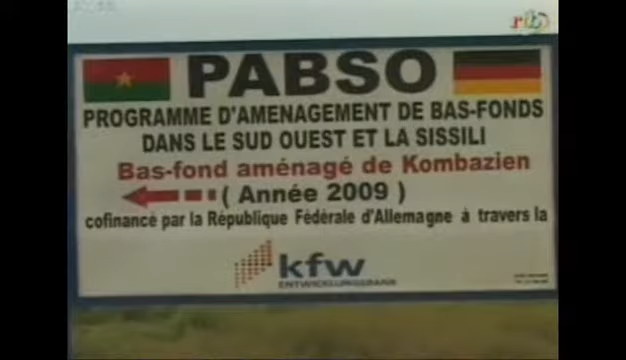 rtb
PABSO
PROGRAMME D'AMENAGEMENT DE BAS-FONDS
DANS LE SUD OUEST ET LA SISSILI
Bas-fond aménagé de Kombazien
( Année 2009 )
cofinancé par la République Fédérale d'Allemagne à travers la
kfw
ENTWICKLUNGSBANK